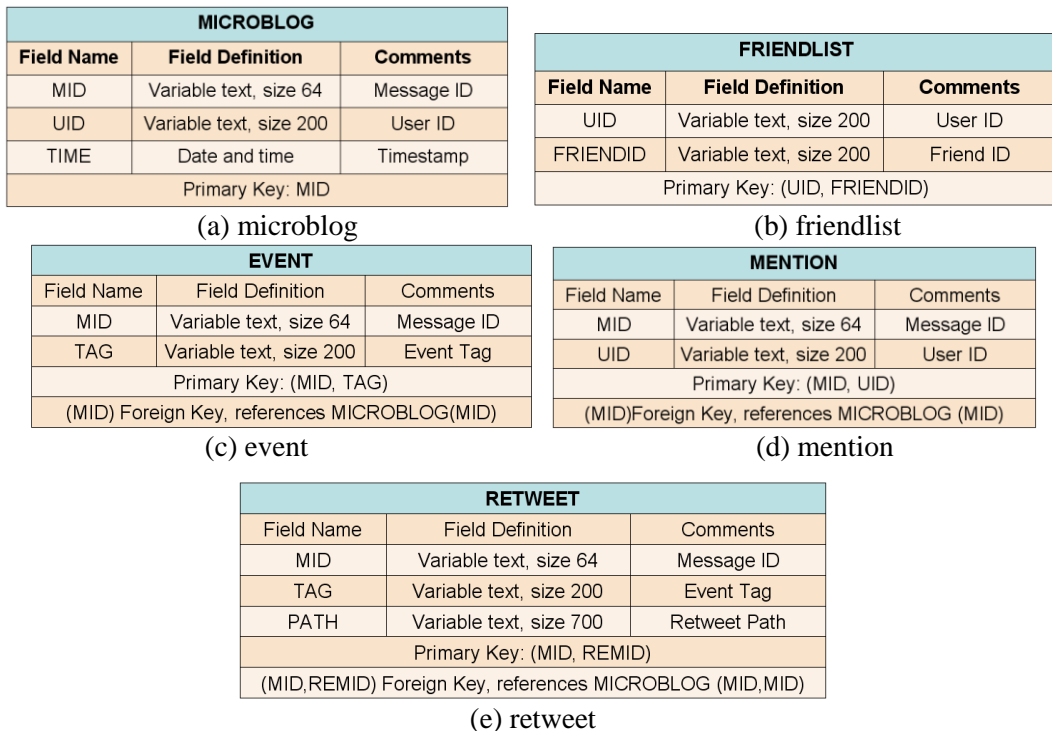 MICROBLOG
Field Name Field Definition Comments
MID Variable text, size 64 Message ID
UID Variable text, size 200 User ID
TIME Date and time Timestamp
Primary Key: MID
(a) microblog
FRIENDLIST
Field Name Field Definition Comments
UID Variable text, size 200 User ID
FRIENDID Variable text, size 200 Friend ID
Primary Key: (UID, FRIENDID)
(b) friendlist
EVENT
Field Name Field Definition Comments
MID Variable text, size 64 Message ID
TAG Variable text, size 200 Event Tag
Primary Key: (MID, TAG)
(MID) Foreign Key, references MICROBLOG(MID)
(c) event
MENTION
Field Name Field Definition Comments
MID Variable text, size 64 Message ID
UID Variable text, size 200 User ID
Primary Key: (MID, UID)
(MID)Foreign Key, references MICROBLOG (MID)
(d) mention
RETWEET
Field Name Field Definition Comments
MID Variable text, size 64 Message ID
TAG Variable text, size 200 Event Tag
PATH Variable text, size 700 Retweet Path
Primary Key: (MID, REMID)
(MID,REMID) Foreign Key, references MICROBLOG (MID,MID)
(e) retweet